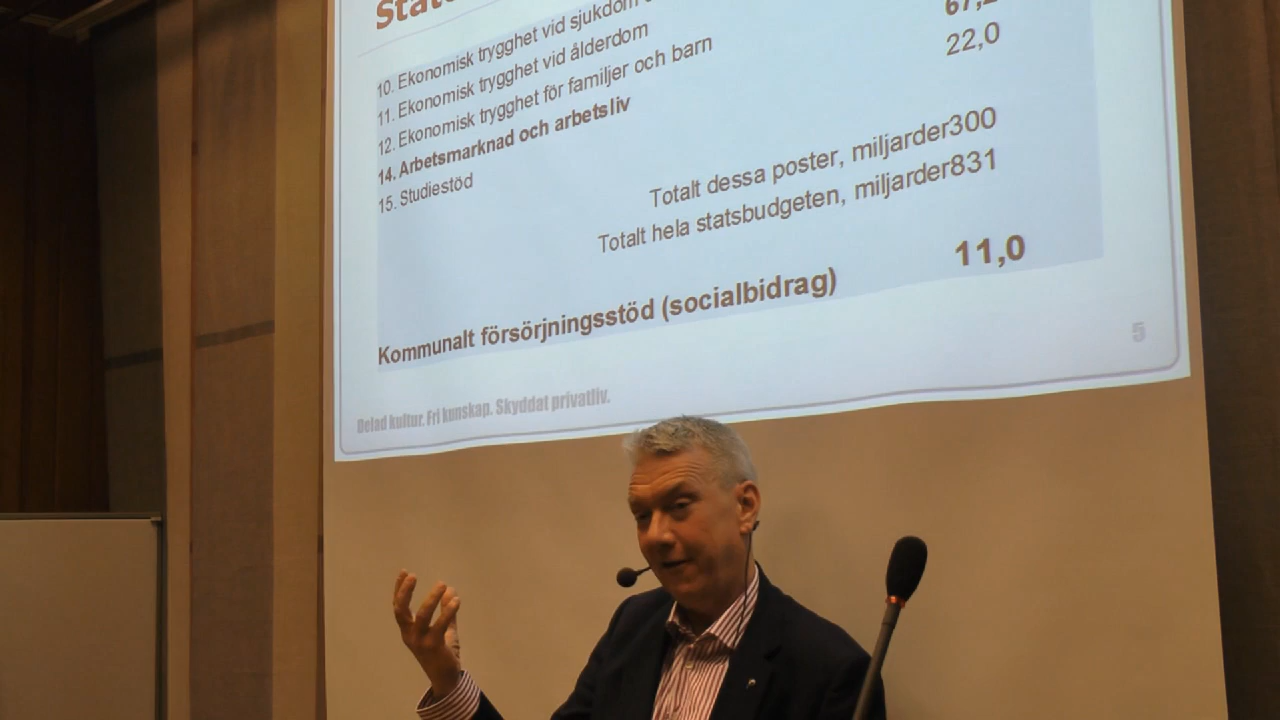 10. Ekonomisk trygghet vid sjukdom
11. Ekonomisk trygghet vid ålderdom
12. Ekonomisk trygghet för familjer och barn
14. Arbetsmarknad och arbetsliv
15. Studiestöd
22,0
Totalt dessa poster, miljarder300
Totalt hela statsbudgeten, miljarder831
Kommunalt försörjningsstöd (socialbidrag) 11,0
5
Delad kultur. Fri kunskap. Skyddat privatliv.